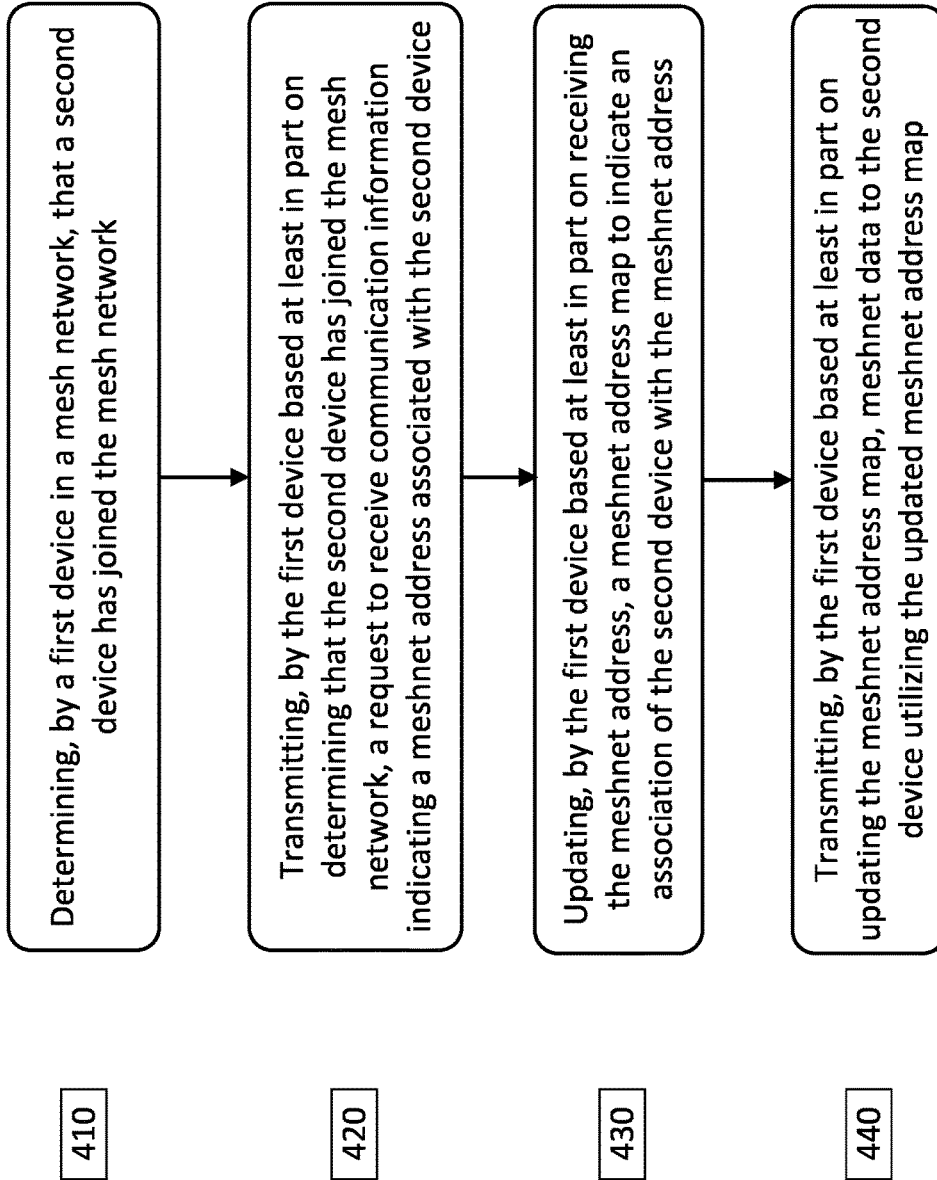 410
Determining, by a first device in a mesh network, that a second
device has joined the mesh network
420
Transmitting, by the first device based at least in part on
determining that the second device has joined the mesh
network, a request to receive communication information
indicating a meshnet address associated with the second device
430
Updating, by the first device based at least in part on receiving
the meshnet address, a meshnet address map to indicate an
association of the second device with the meshnet address
440
Transmitting, by the first device based at least in part on
updating the meshnet address map, meshnet data to the second
device utilizing the updated meshnet address map